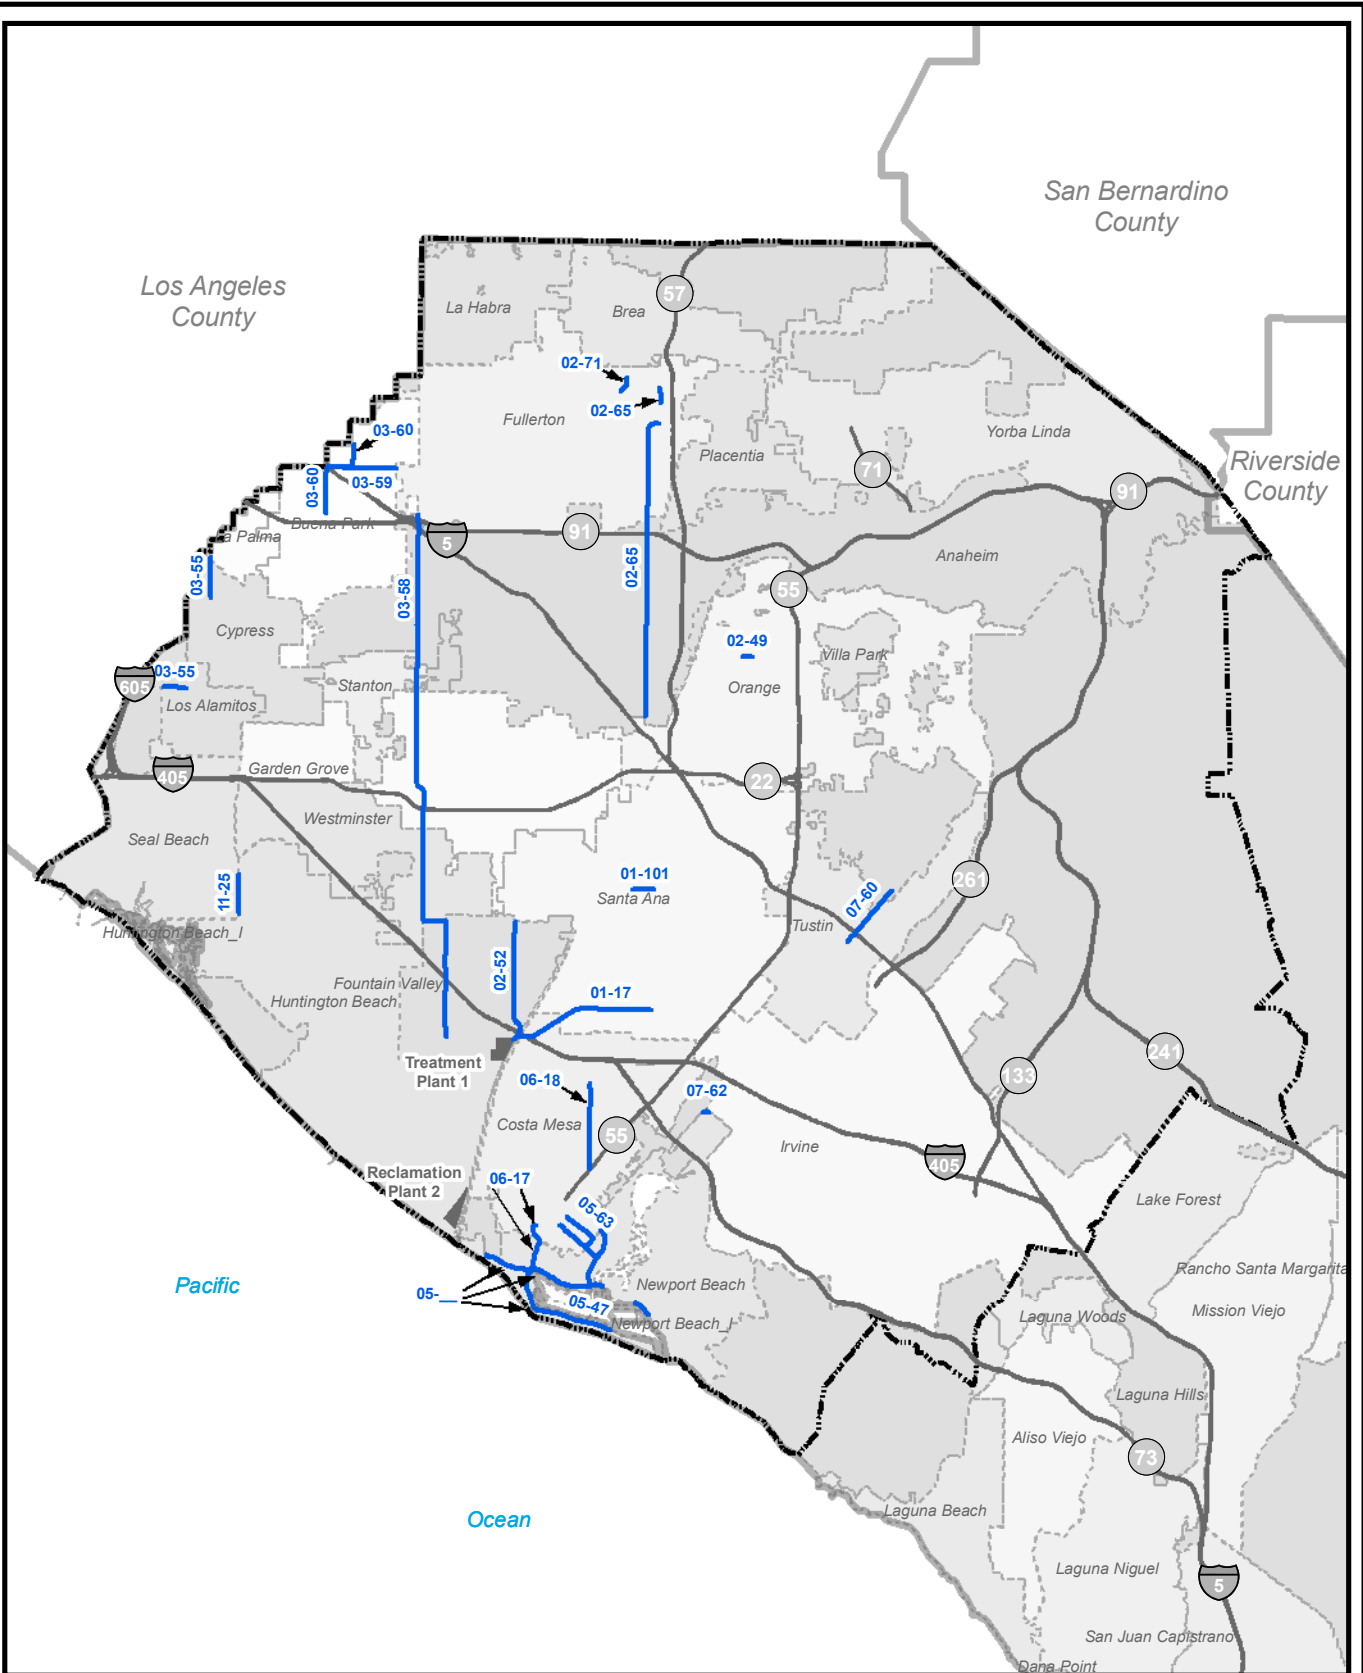 San Bernardino
County
Los Angeles
County
57
La Habra
Brea
02-71
02-65
Fullerton
03-60
Yorba Linda
Placentia
Riverside
County
71
91
03-60
03-59
Buena Park
a Palma
5
91
Anaheim
02-65
03-55
03-58
55
Cypress
02-49
Villa Park
03-55
605
Stanton
Orange
Los Alamitos
Garden Grove
405
22
Westminster
Seal Beach
01-101
Santa Ana
11-25
07-60
261
Tustin
Huntington Beach_I
02-52
Fountain Valley
Huntington Beach
01-17
Treatment
Plant 1
241
133
06-18
07-62
Costa Mesa
55
Irvine
405
Reclamation
Plant 2
06-17
Lake Forest
05-63
Rancho Santa Margarita
Pacific
Newport Beach
05-__
05-47
Mission Viejo
Newport Beach_I
Laguna Woods
Laguna Hills
Aliso Viejo
73
Laguna Beach
Ocean
Laguna Niguel
5
San Juan Capistrano
Dana Point